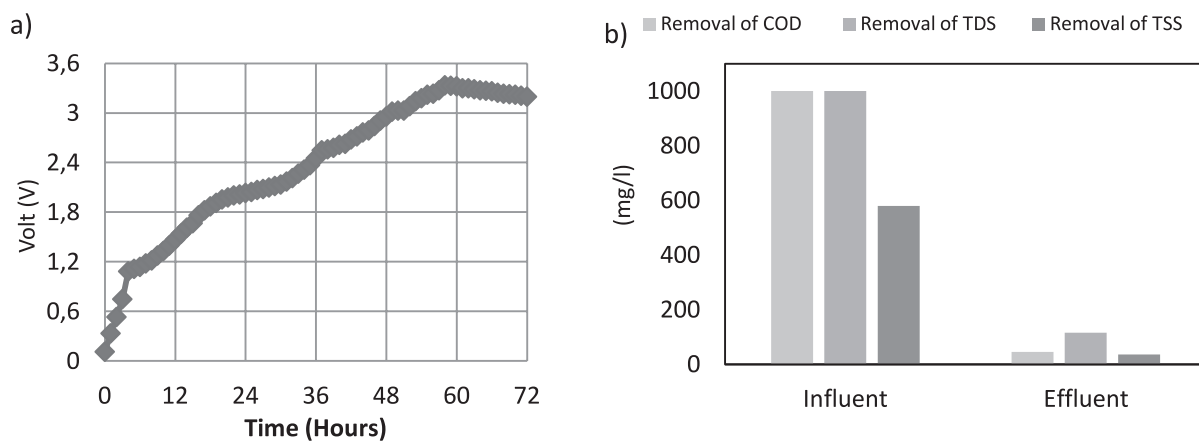 a)
Volt (V)
3,6
3
2,4
1,8
1,2
0,6
0
0 12 24 36 48 60 72
Time (Hours)
b)
Removal of COD Removal of TDS Removal of TSS
(mg/l)
1000
800
600
400
200
0
Influent Effluent